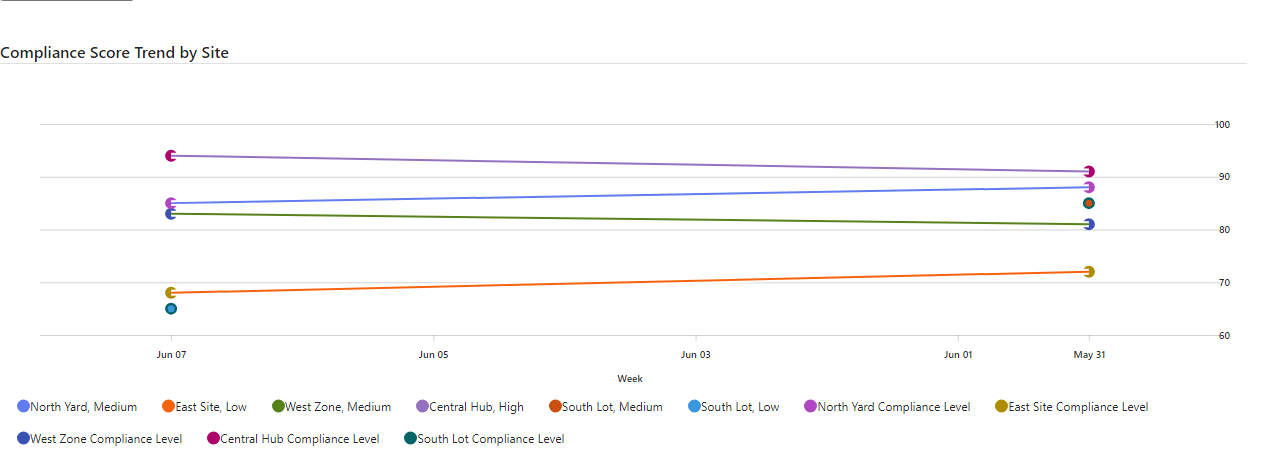 Compliance Score Trend by Site
100
90
80
70
60
Jun 07 Jun 05 Jun 03 Jun 01 May 31
Week
North Yard, Medium East Site, Low West Zone, Medium Central Hub, High South Lot, Medium South Lot, Low North Yard Compliance Level East Site Compliance Level
West Zone Compliance Level Central Hub Compliance Level South Lot Compliance Level